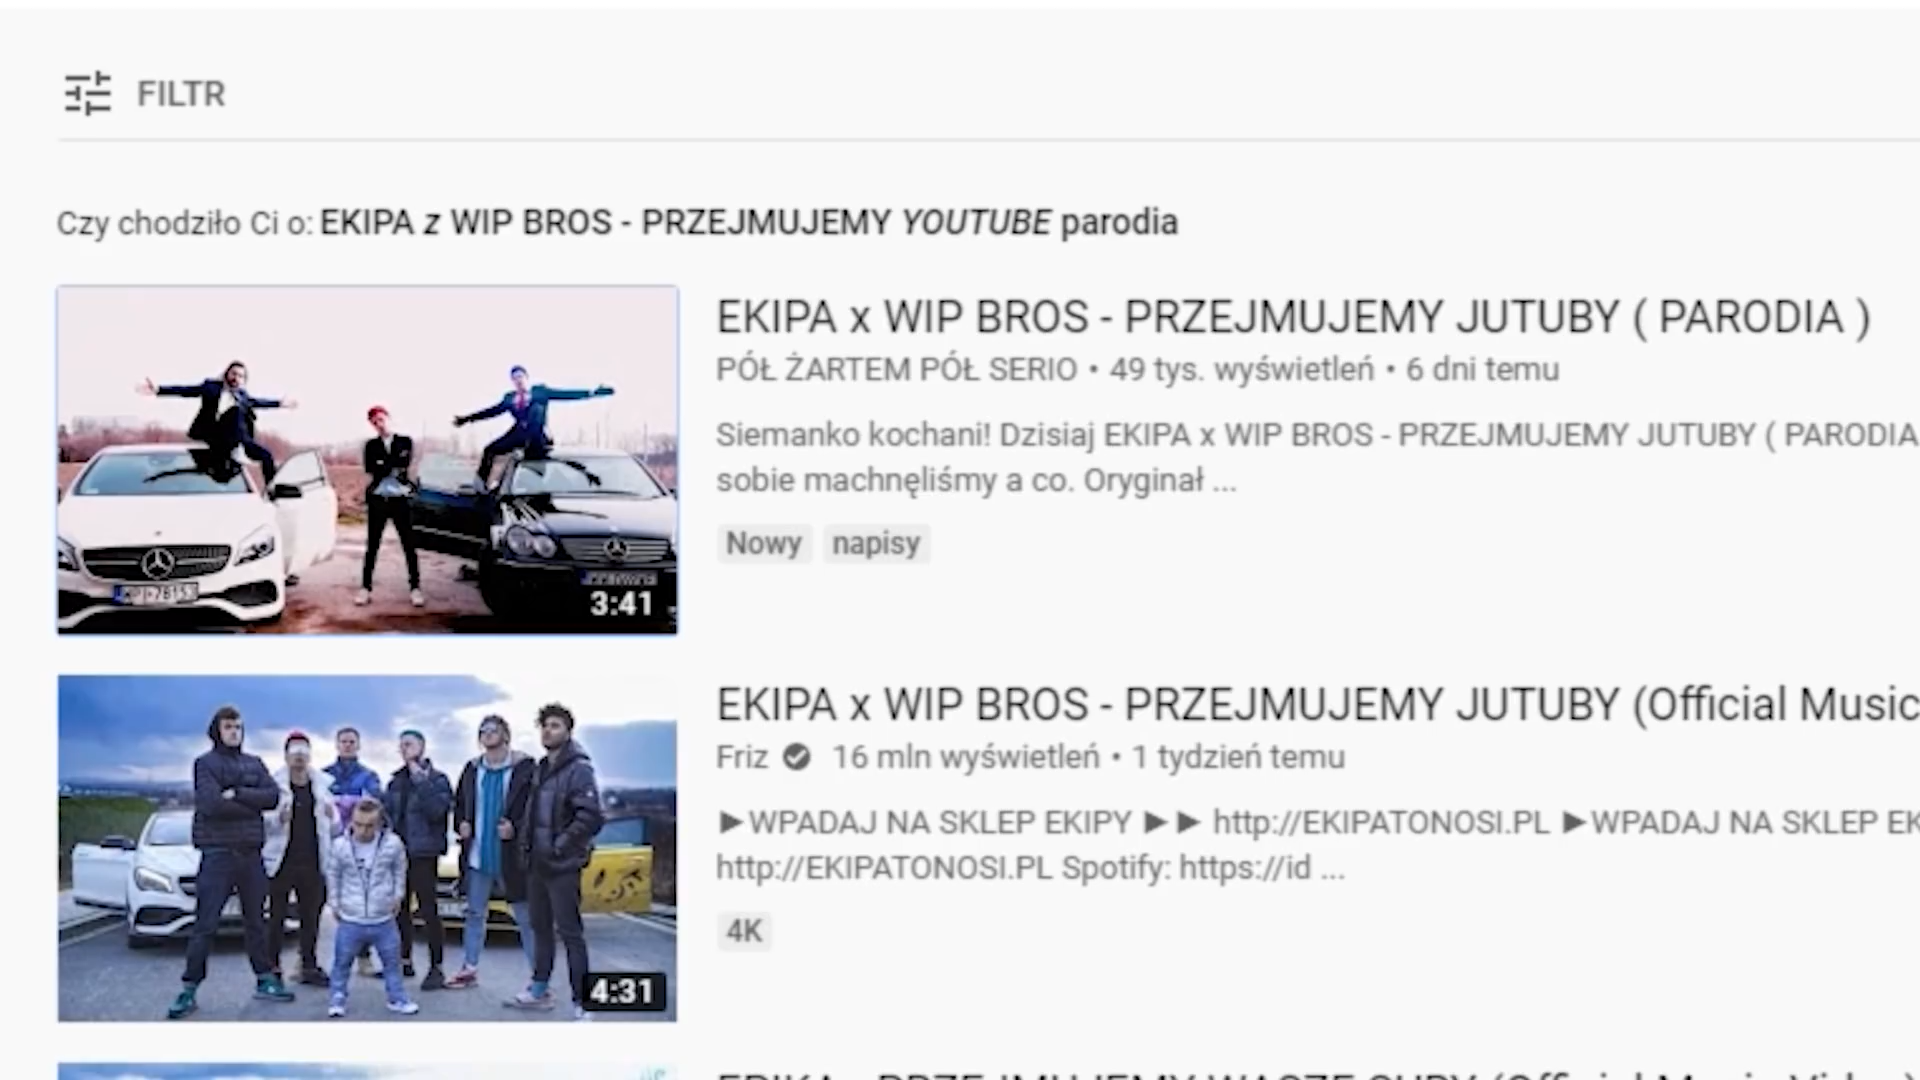 FILTR
Czy chodziło Ci o: EKIPA z WIP BROS - PRZEJMUJEMY YOUTUBE parodia
EKIPA x WIP BROS - PRZEJMUJEMY JUTUBY ( PARODIA )
PÓŁ ŻARTEM PÓŁ SERIO • 49 tys. wyświetleń • 6 dni temu
Siemanko kochani! Dzisiaj EKIPA x WIP BROS - PRZEJMUJEMY JUTUBY ( PARODIA
sobie machnęliśmy a co. Oryginał ...
Nowy napisy
3:41
EKIPA x WIP BROS - PRZEJMUJEMY JUTUBY (Official Music
Friz 16 mln wyświetleń • 1 tydzień temu
►WPADAJ NA SKLEP EKIPY ►► http://EKIPATONOSI.PL ►WPADAJ NA SKLEP EK
http://EKIPATONOSI.PL Spotify: https://id ...
4K
4:31